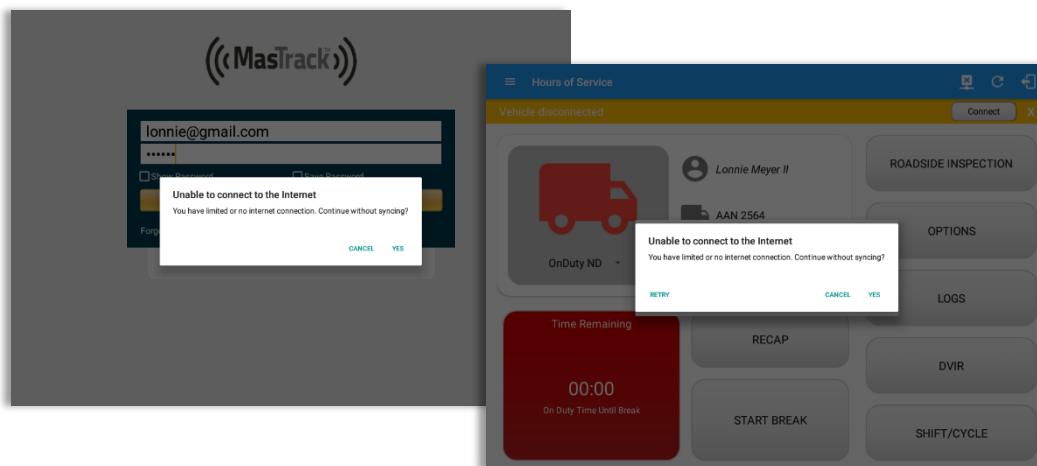 MasTrack
lonnie@gmail.com
••••••
Show Password Save Password
Unable to connect to the Internet
You have limited or no internet connection. Continue without syncing?
CANCEL YES
Hours of Service
Vehicle disconnected
Connect X
Lonnie Meyer II
AAN 2564
OnDuty ND
ROADSIDE INSPECTION
OPTIONS
LOGS
DVIR
SHIFT/CYCLE
Unable to connect to the Internet
You have limited or no internet connection. Continue without syncing?
RETRY CANCEL YES
Time Remaining
00:00
On Duty Time Until Break
RECAP
START BREAK